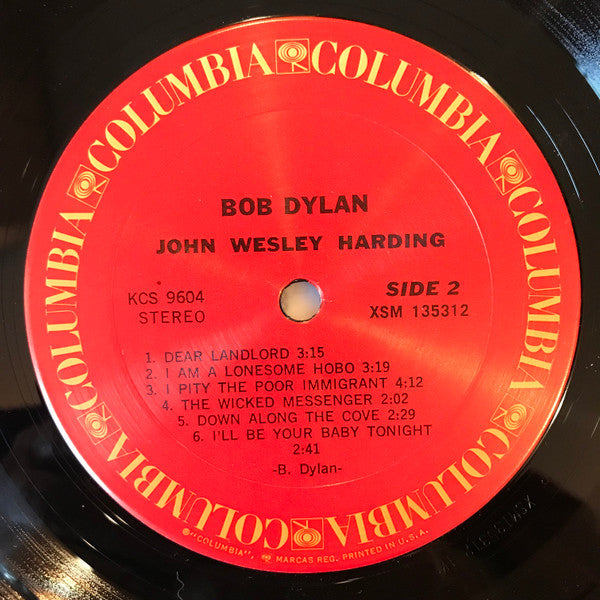 COLUMBIA COLUMBIA COLUMBIA COLUMBIA COLUMBIA COLUMBIA
BOB DYLAN
JOHN WESLEY HARDING
KCS 9604
STEREO
SIDE 2
XSM 135312
1. DEAR LANDLORD 3:15
2. I AM A LONESOME HOBO 3:19
3. I PITY THE POOR IMMIGRANT 4:12
4. THE WICKED MESSENGER 2:02
5. DOWN ALONG THE COVE 2:29
6. I'LL BE YOUR BABY TONIGHT
2:41
-B. Dylan-
®"COLUMBIA", MARCAS REG. PRINTED IN U.S.A.